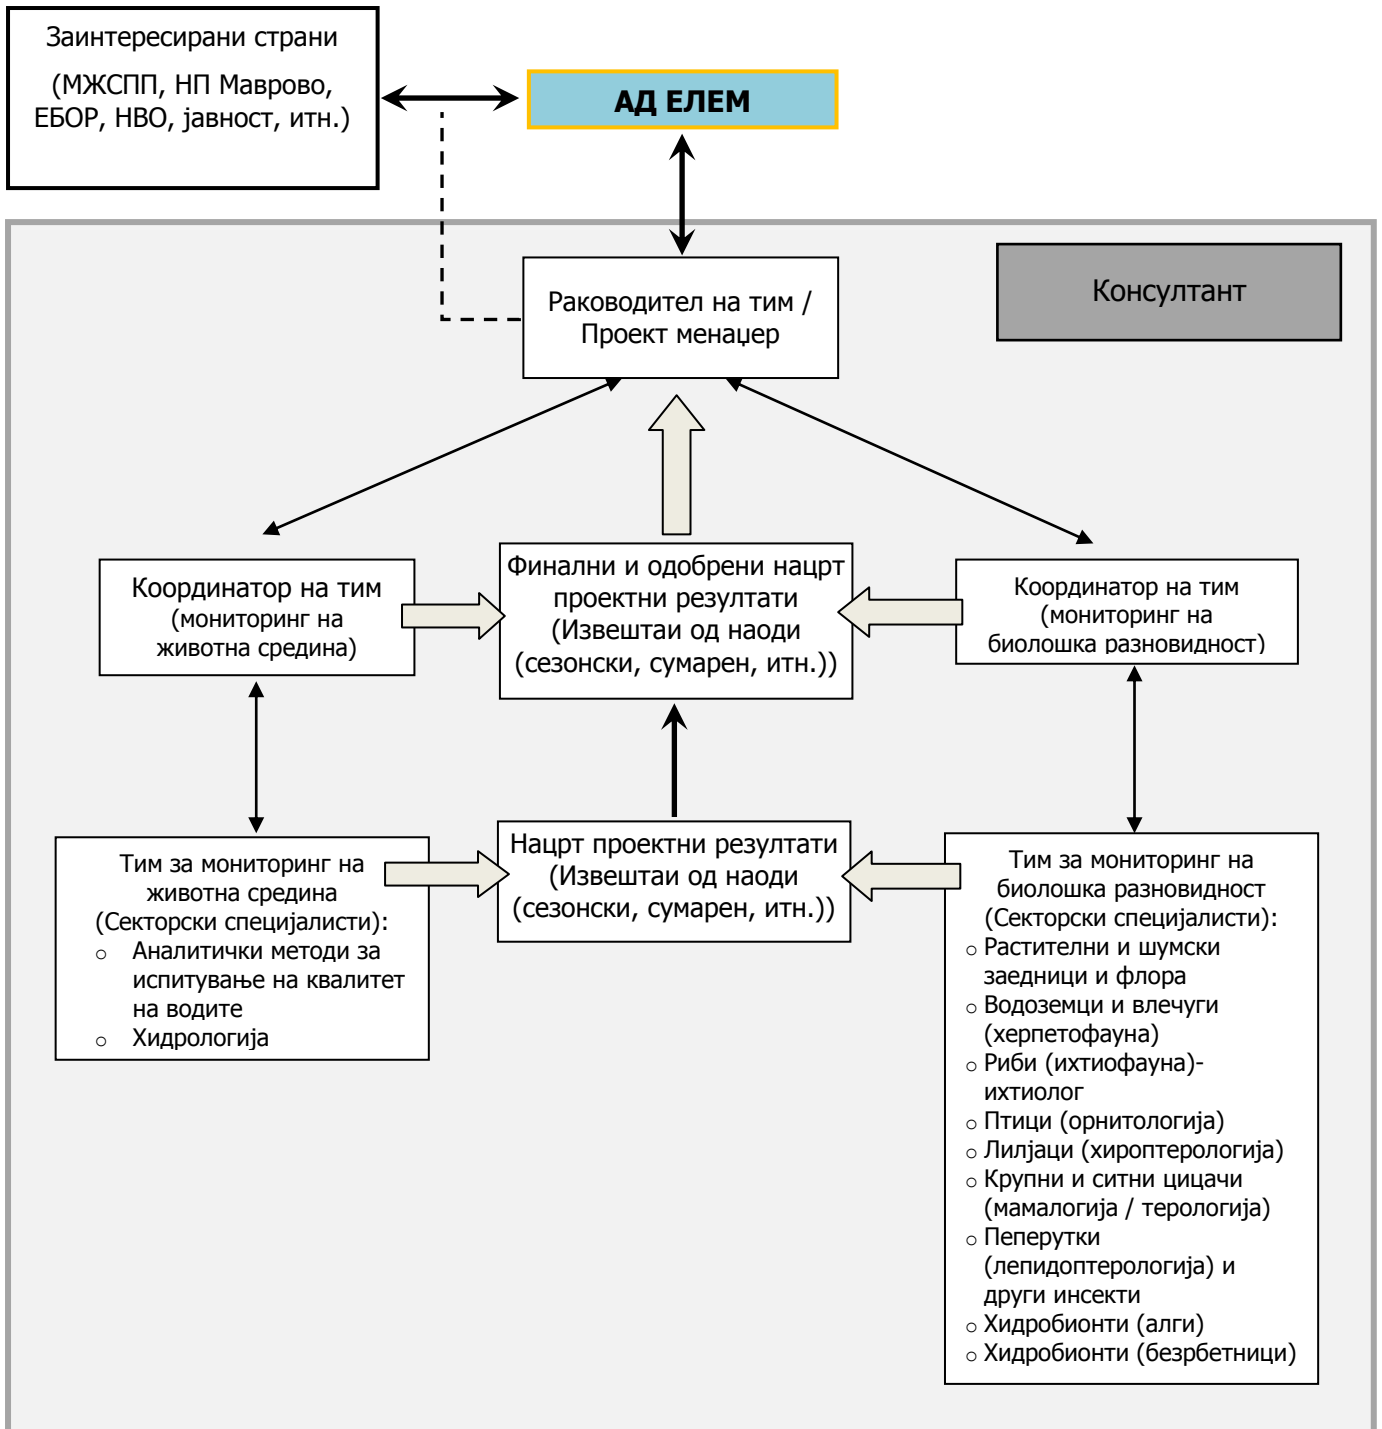 Заинтересирани страни
(МЖСПП, НП Маврово,
ЕБОР, НВО, јавност, итн.)
АД ЕЛЕМ
Консултант
Раководител на тим /
Проект менаџер
Координатор на тим
(мониторинг на
животна средина)
Финални и одобрени нацрт
проектни резултати
(Извештаи од наоди
(сезонски, сумарен, итн.))
Координатор на тим
(мониторинг на
биолошка разновидност)
Тим за мониторинг на
животна средина
(Секторски специјалисти):
o Аналитички методи за
испитување на квалитет
на водите
o Хидрологија
Нацрт проектни резултати
(Извештаи од наоди
(сезонски, сумарен, итн.))
Тим за мониторинг на
биолошка разновидност
(Секторски специјалисти):
o Растителни и шумски
заедници и флора
o Водоземци и влечуги
(херпетофауна)
o Риби (ихтиофауна)-
ихтиолог
o Птици (орнитологија)
o Лилјаци (хироптерологија)
o Крупни и ситни цицачи
(мамалогија / терологија)
o Пеперутки
(лепидоптерологија) и
други инсекти
o Хидробионти (алги)
o Хидробионти (безрбетници)